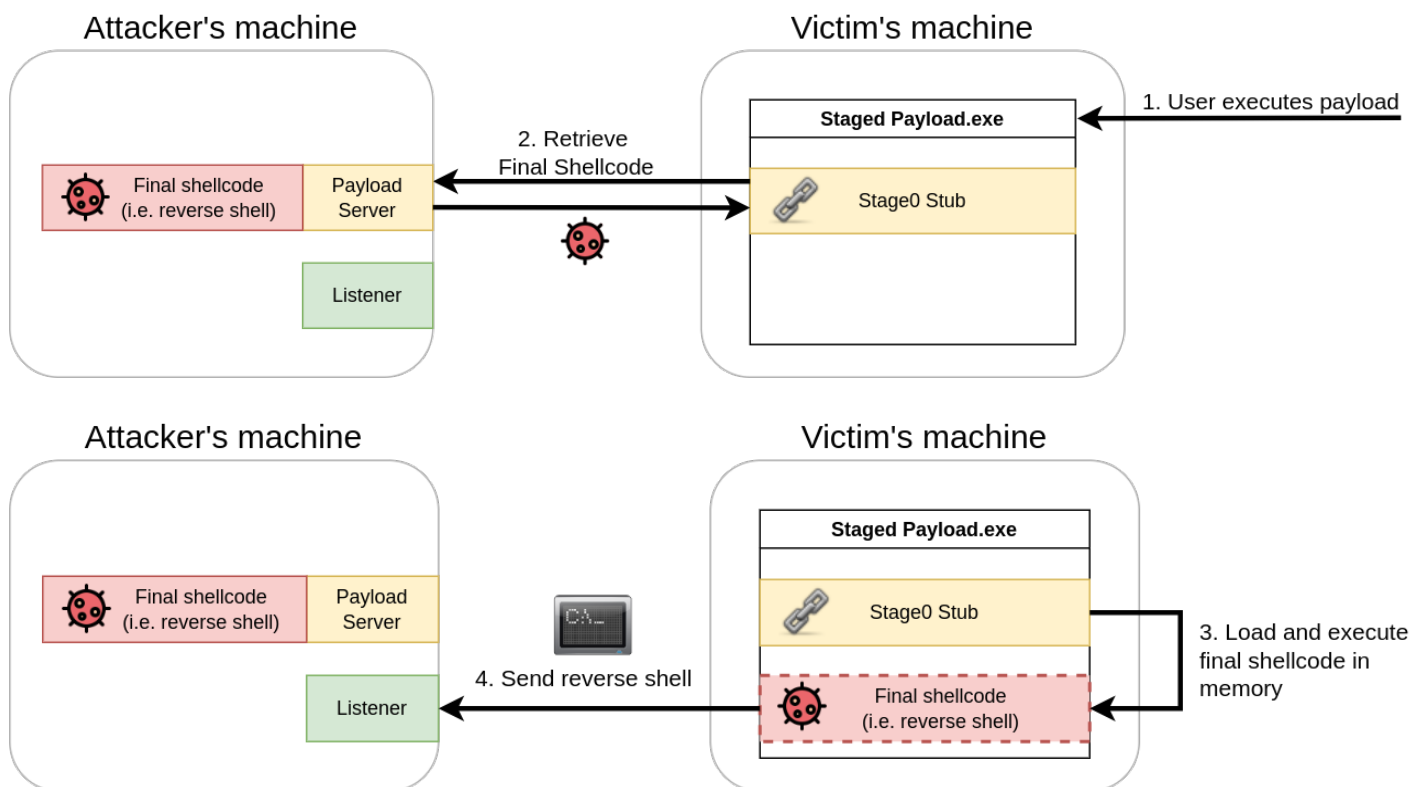 Attacker's machine
Victim's machine
1. User executes payload
Staged Payload.exe
2. Retrieve
Final Shellcode
Final shellcode
(i.e. reverse shell)
Payload
Server
Stage0 Stub
Listener
Attacker's machine
Victim's machine
Staged Payload.exe
Final shellcode
(i.e. reverse shell)
Payload
Server
C:\_
Stage0 Stub
3. Load and execute
final shellcode in
memory
4. Send reverse shell
Listener
Final shellcode
(i.e. reverse shell)